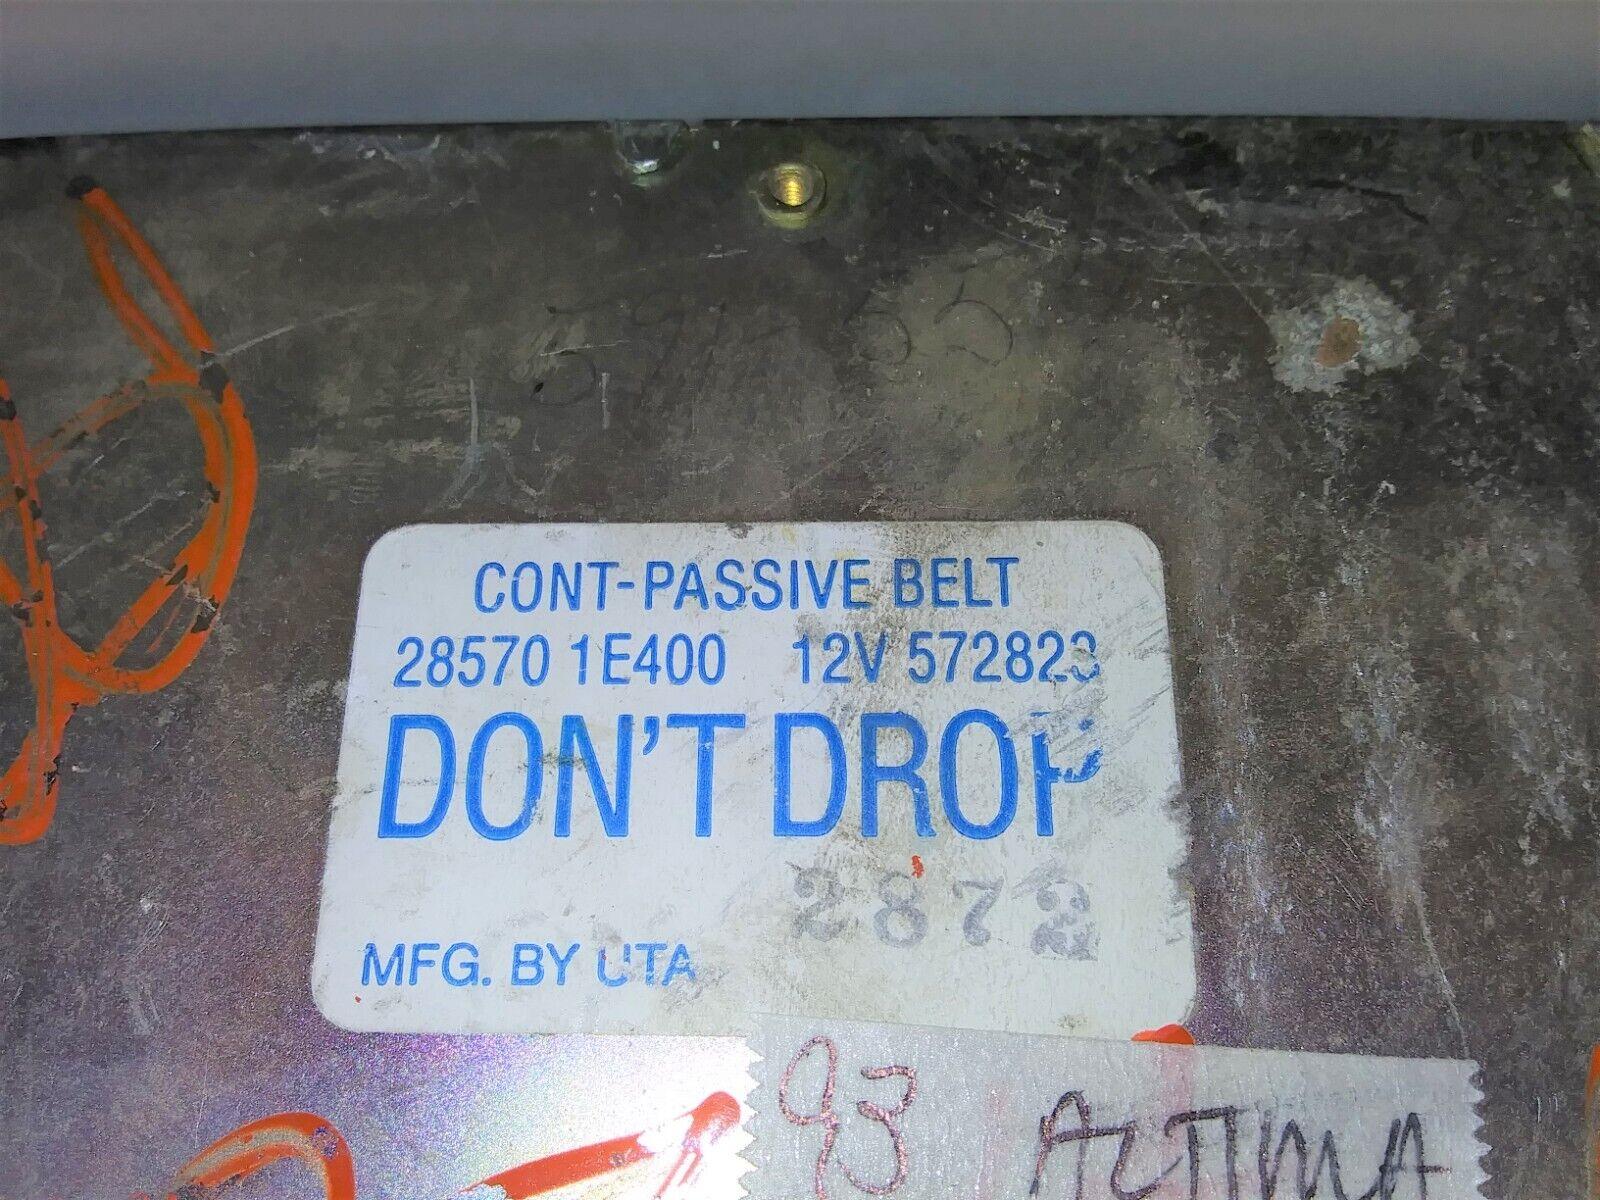 CONT-PASSIVE BELT
28570 1E400 12V 572823
DON'T DROP
2872
MFG. BY UTA
93 ALTIMA